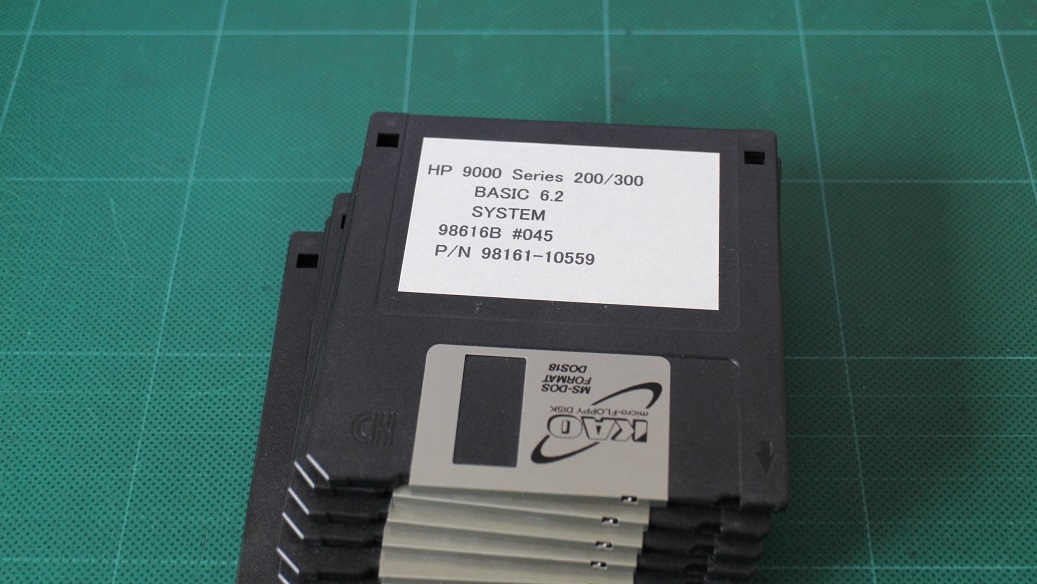 HP 9000 Series 200/300
BASIC 6.2
SYSTEM
98616B #045
P/N 98161-10559
DOS18
FORMAT
MS-DOS
micro-FLOPPY DISK
KAO
HD